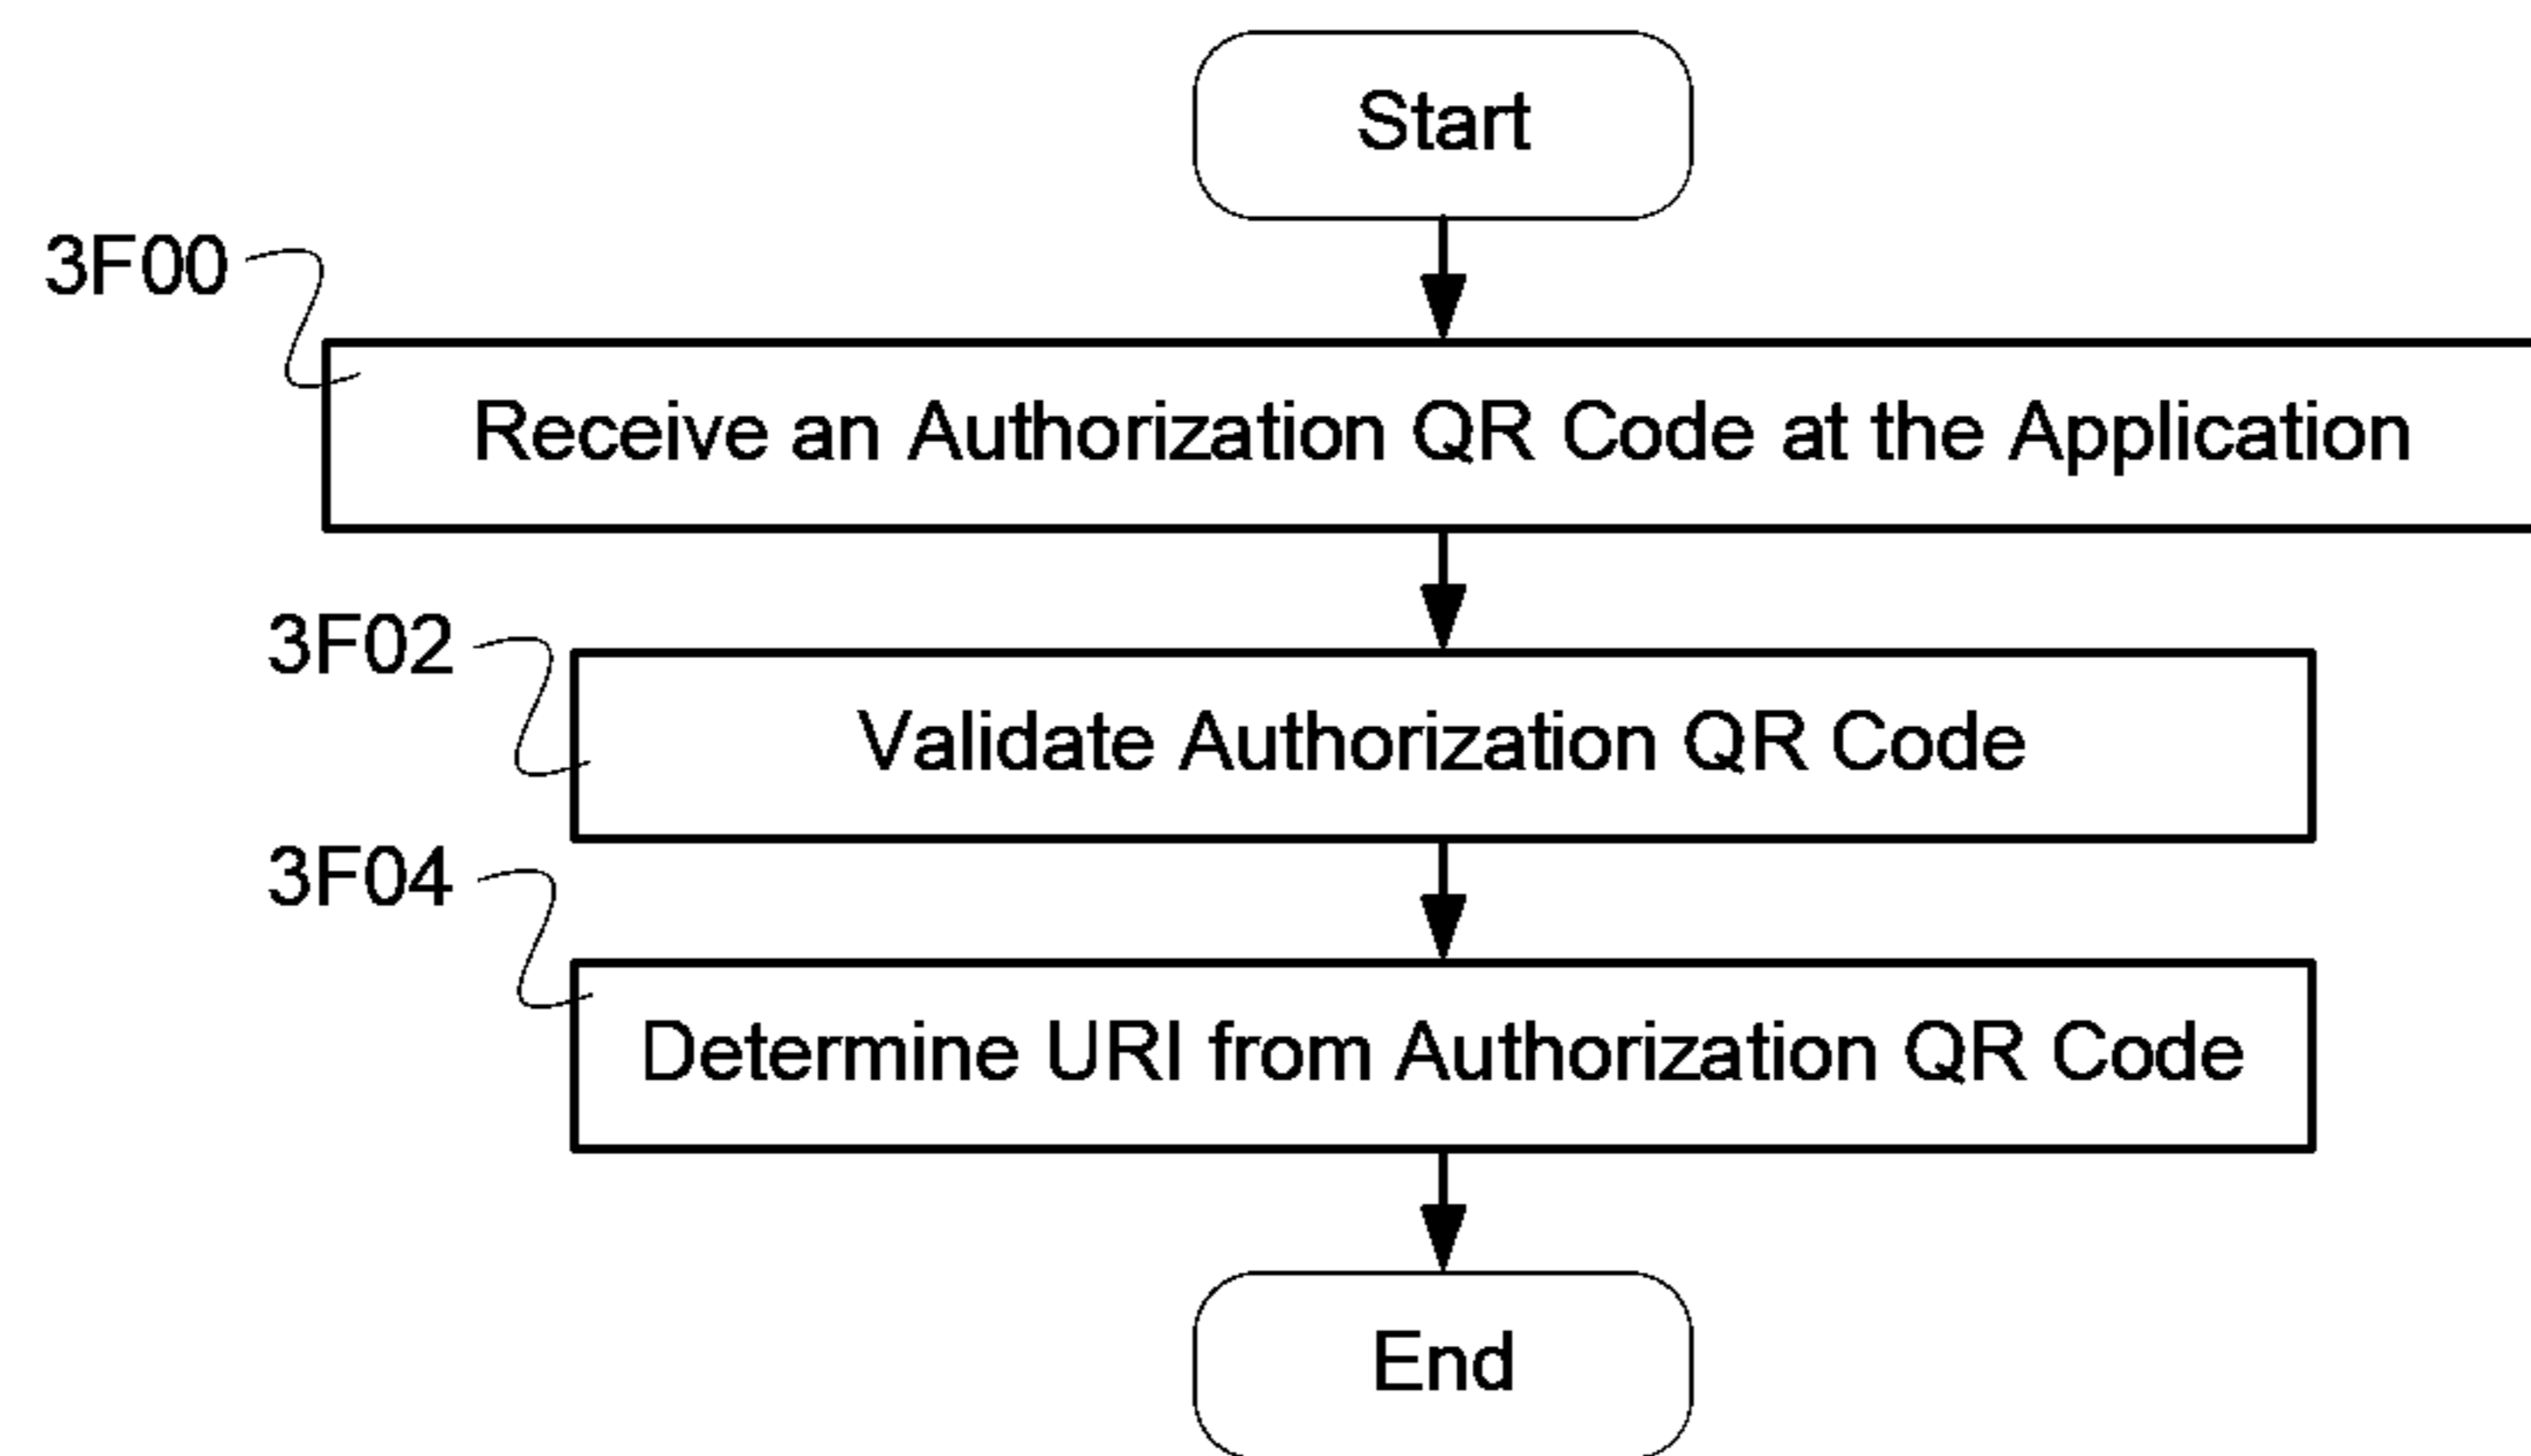 Start
3F00
Receive an Authorization QR Code at the Application
3F02
Validate Authorization QR Code
3F04
Determine URI from Authorization QR Code
End